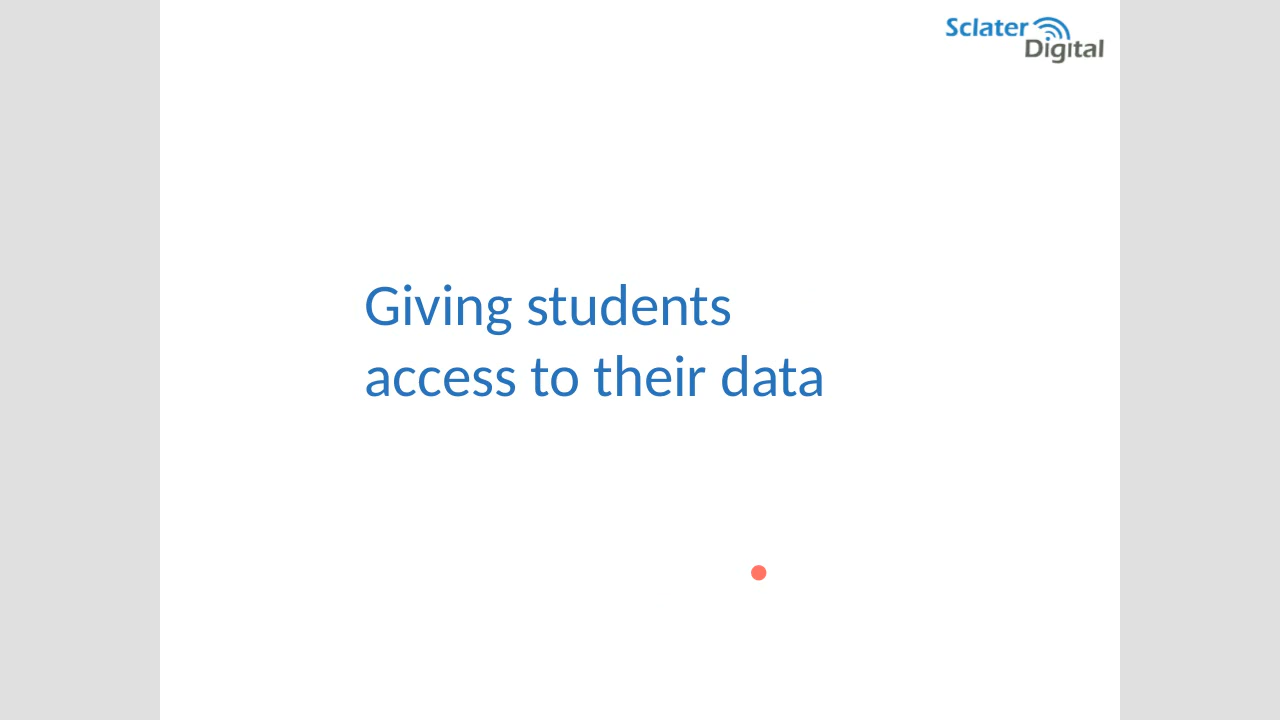 Sclater
Digital
Giving students
access to their data